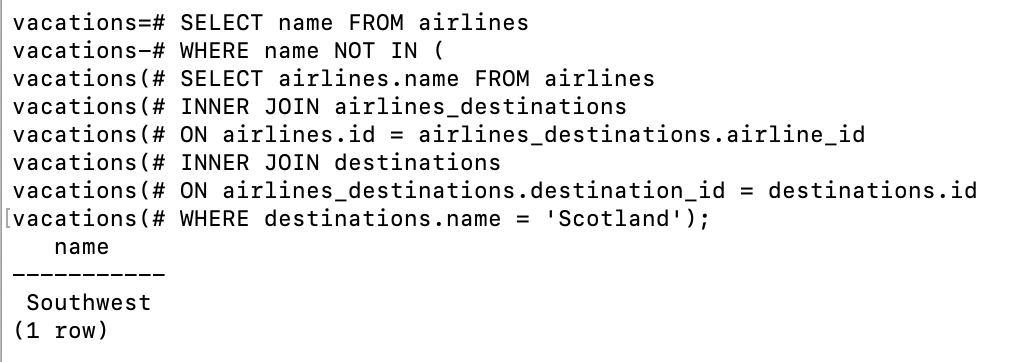 vacations=# SELECT name FROM airlines
vacations-# WHERE name NOT IN (
vacations(# SELECT airlines.name FROM airlines
vacations(# INNER JOIN airlines_destinations
vacations(# ON airlines.id = airlines_destinations.airline_id
vacations(# INNER JOIN destinations
vacations(# ON airlines_destinations.destination_id = destinations.id
[vacations(# WHERE destinations.name = 'Scotland');
   name
-----------
 Southwest
(1 row)